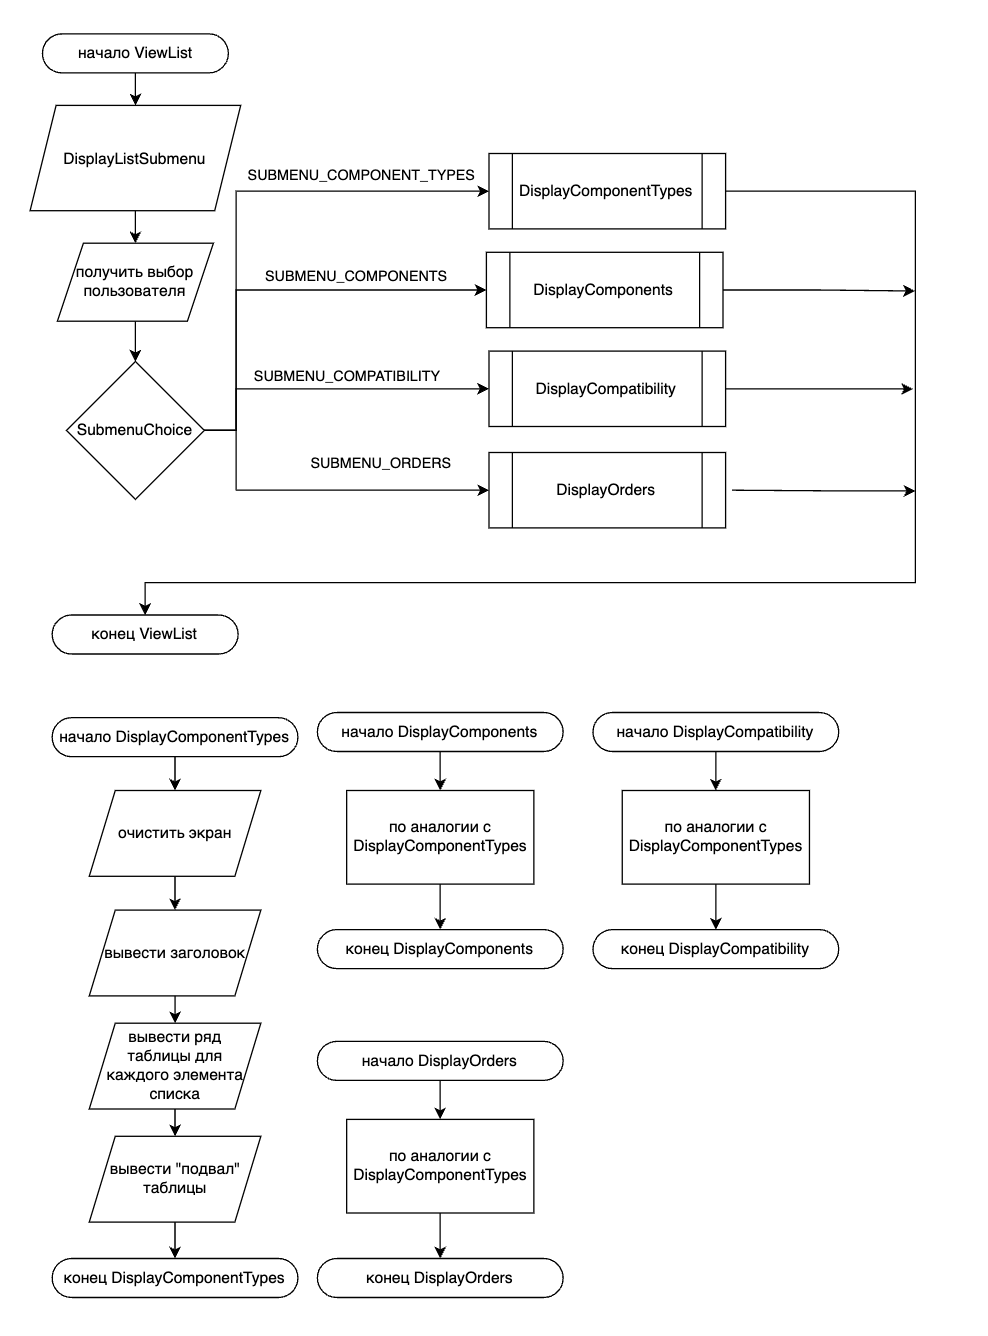 начало ViewList
DisplayListSubmenu
получить выбор
пользователя
SubmenuChoice
SUBMENU_COMPONENT_TYPES
DisplayComponentTypes
SUBMENU_COMPONENTS
DisplayComponents
SUBMENU_COMPATIBILITY
DisplayCompatibility
SUBMENU_ORDERS
DisplayOrders
конец ViewList
начало DisplayComponentTypes
очистить экран
вывести заголовок
вывести ряд
таблицы для
каждого элемента
списка
вывести "подвал"
таблицы
конец DisplayComponentTypes
начало DisplayComponents
по аналогии с
DisplayComponentTypes
конец DisplayComponents
начало DisplayCompatibility
по аналогии с
DisplayComponentTypes
конец DisplayCompatibility
начало DisplayOrders
по аналогии с
DisplayComponentTypes
конец DisplayOrders